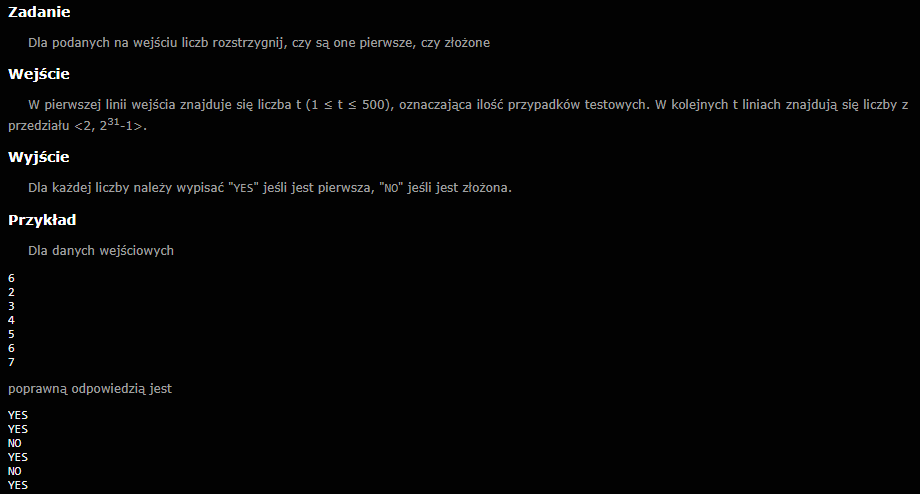 Zadanie
Dla podanych na wejściu liczb rozstrzygnij, czy są one pierwsze, czy złożone
Wejście
W pierwszej linii wejścia znajduje się liczba t (1 ≤ t ≤ 500), oznaczająca ilość przypadków testowych. W kolejnych t liniach znajdują się liczby z
przedziału <2, 2³¹-1>.
Wyjście
Dla każdej liczby należy wypisać "YES" jeśli jest pierwsza, "NO" jeśli jest złożona.
Przykład
Dla danych wejściowych
6
2
3
4
5
6
7
poprawną odpowiedzią jest
YES
YES
NO
YES
NO
YES